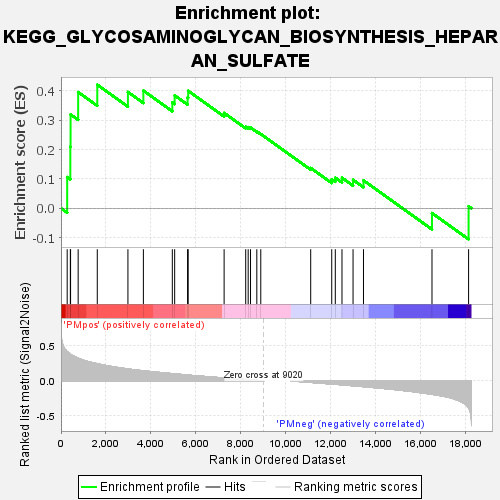 Enrichment plot:
KEGG_GLYCOSAMINOGLYCAN_BIOSYNTHESIS_HEPAR
AN_SULFATE
Enrichment score (ES)
0.4
0.3
0.2
0.1
0.0
-0.1
'PMpos' (positively correlated)
Ranked list metric (Signal2Noise)
0.5
0.0
-0.5
Zero cross at 9020
'PMneg' (negatively correlated)
0
2,000
4,000
6,000
8,000
10,000
12,000
14,000
16,000
18,000
Rank in Ordered Dataset
Enrichment profile
Hits
Ranking metric scores